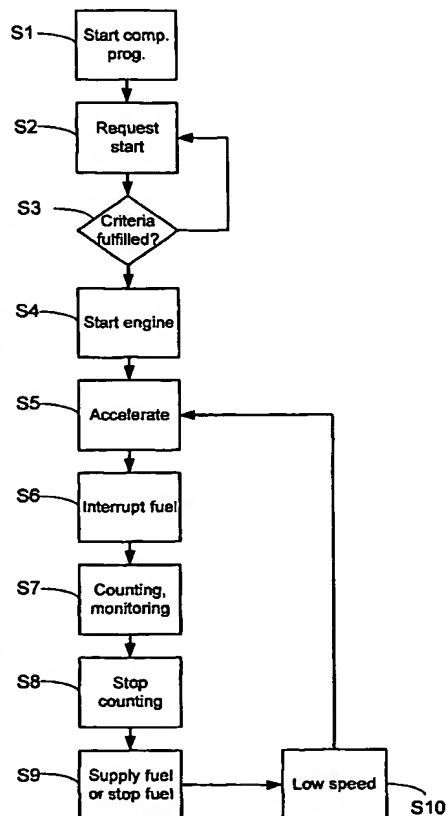 S1
Start comp.
prog.
S2
Request
start
S3
Criteria
fulfilled?
S4
Start engine
S5
Accelerate
S6
Interrupt fuel
S7
Counting,
monitoring
S8
Stop
counting
S9
Supply fuel
or stop fuel
Low speed
S10